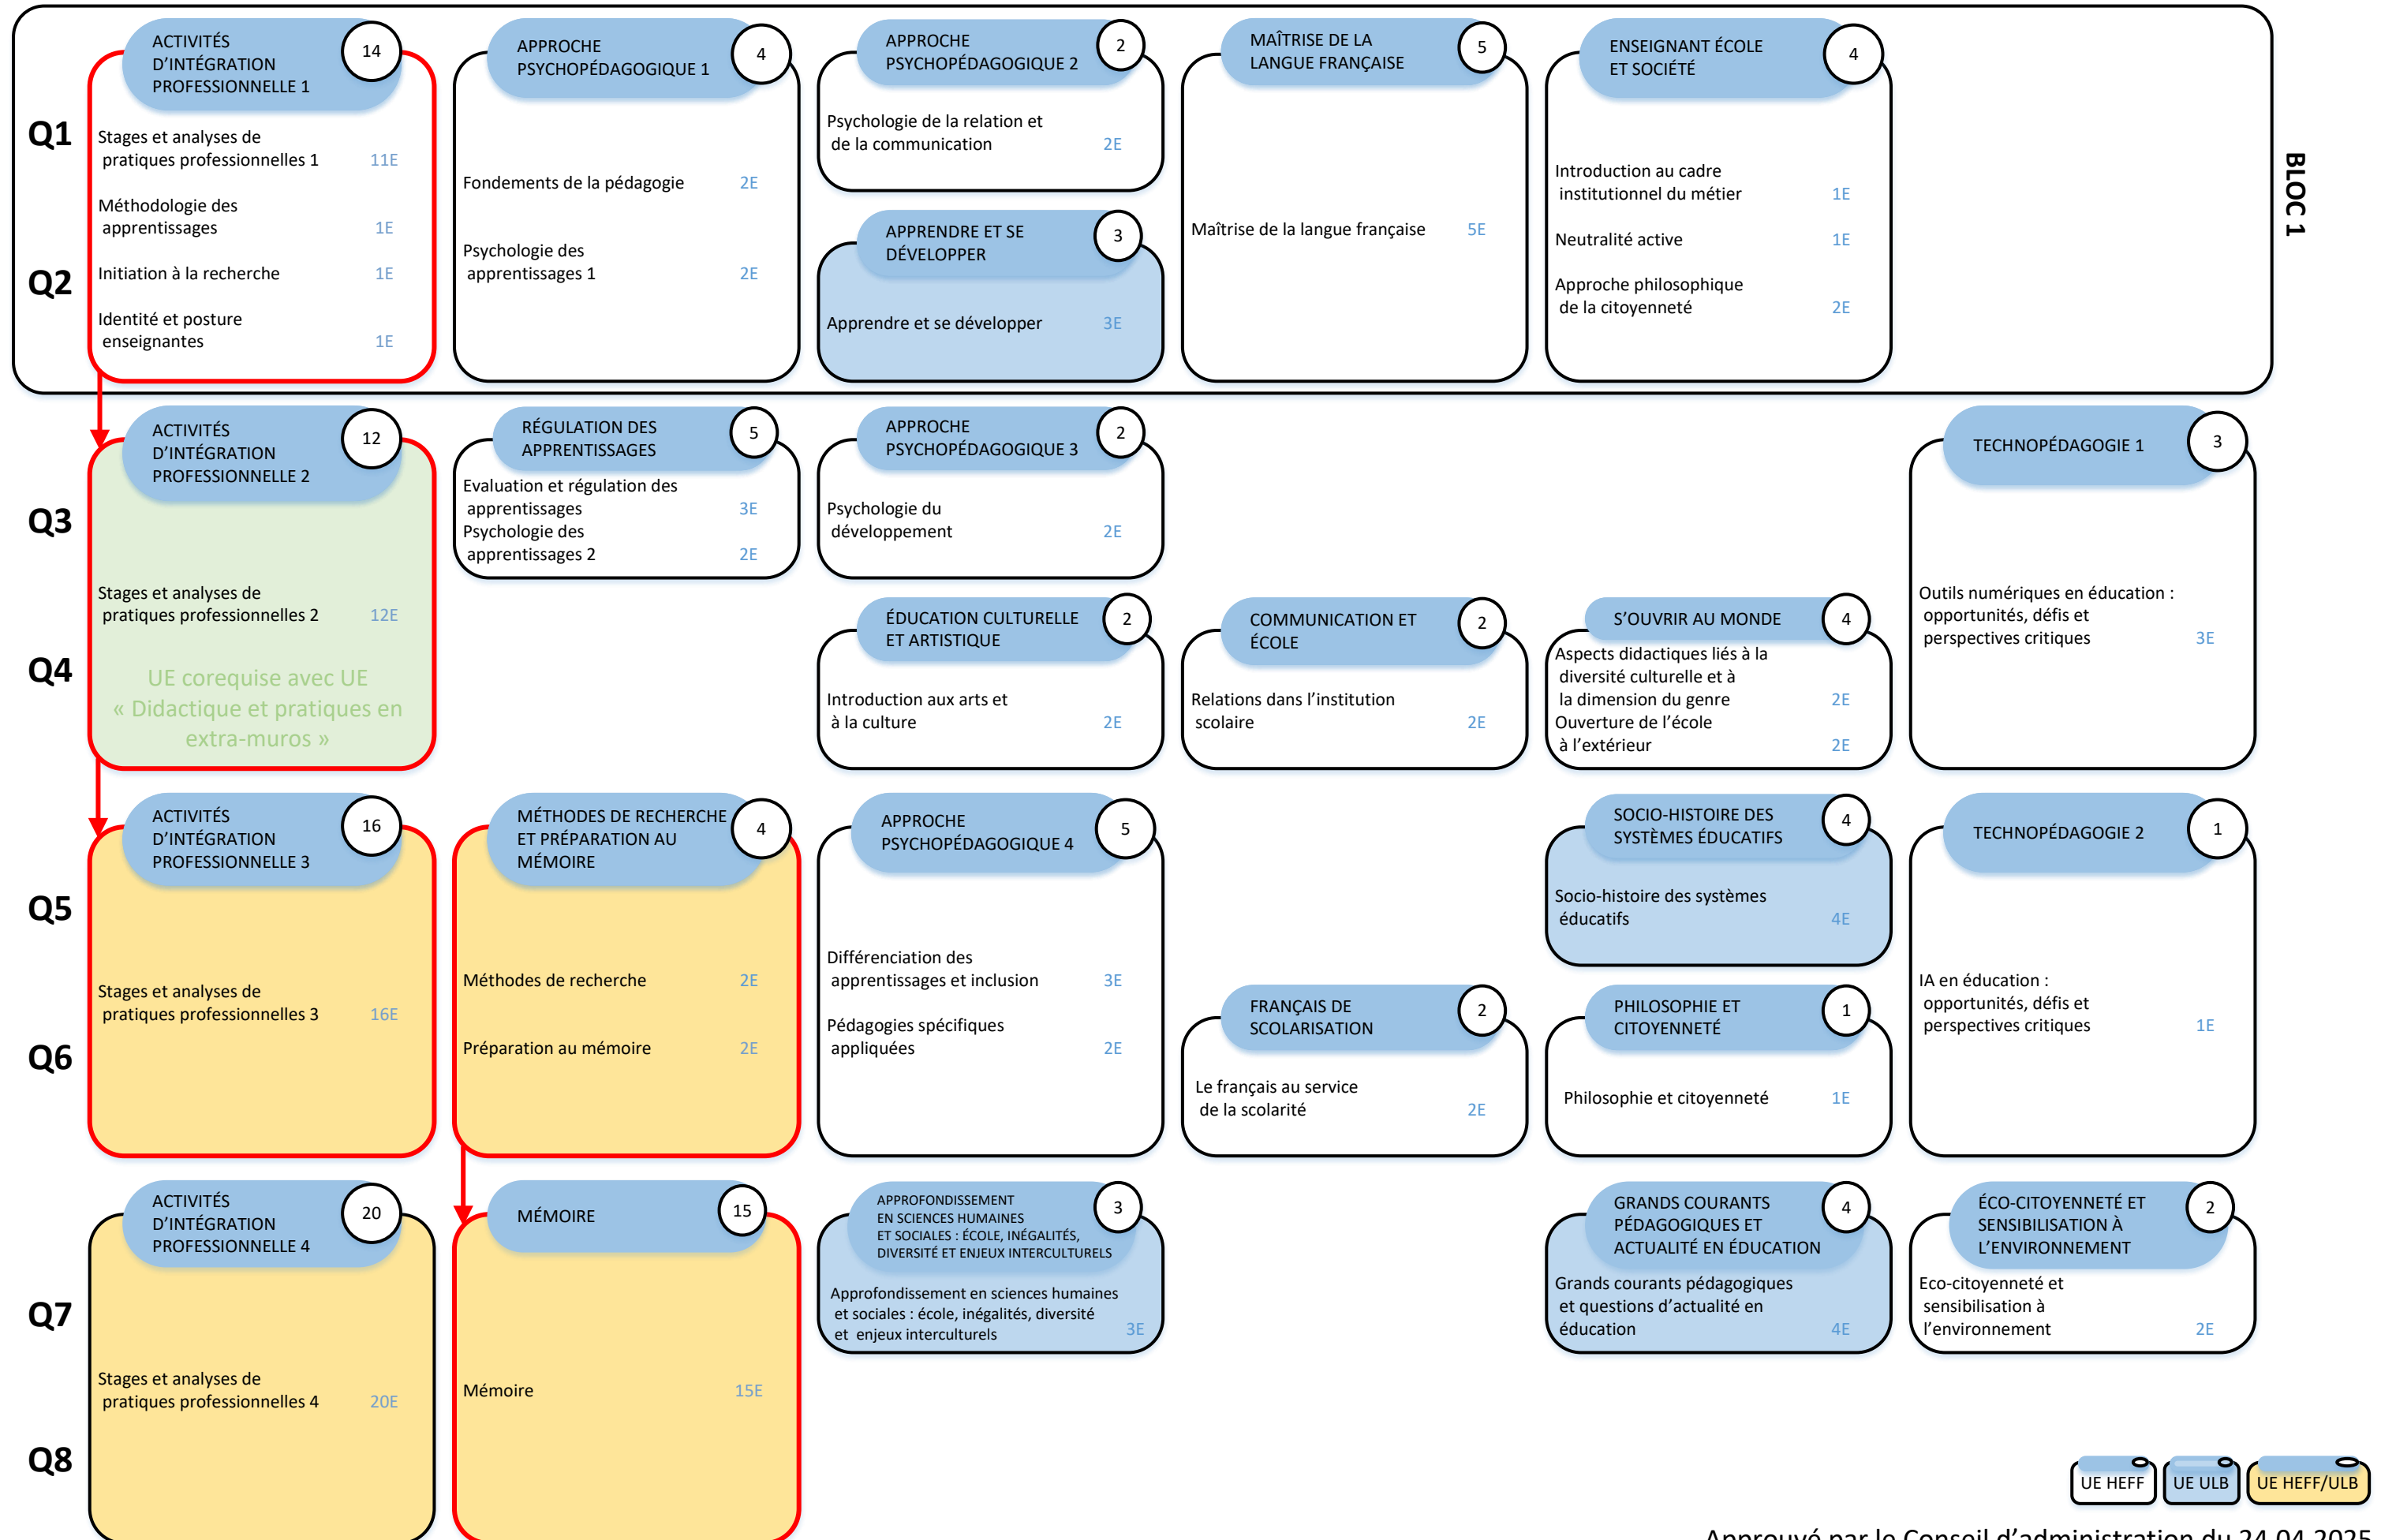 BLOC 1
Q1
Q2
ACTIVITÉS
D’INTÉGRATION
PROFESSIONNELLE 1
14
Stages et analyses de
pratiques professionnelles 1 11E
Méthodologie des
apprentissages 1E
Initiation à la recherche 1E
Identité et posture
enseignantes 1E
APPROCHE
PSYCHOPÉDAGOGIQUE 1
4
Fondements de la pédagogie 2E
Psychologie des
apprentissages 1 2E
APPROCHE
PSYCHOPÉDAGOGIQUE 2
2
Psychologie de la relation et
de la communication 2E
APPRENDRE ET SE
DÉVELOPPER
3
Apprendre et se développer 3E
MAÎTRISE DE LA
LANGUE FRANÇAISE
5
Maîtrise de la langue française 5E
ENSEIGNANT ÉCOLE
ET SOCIÉTÉ
4
Introduction au cadre
institutionnel du métier 1E
Neutralité active 1E
Approche philosophique
de la citoyenneté 2E
Q3
Q4
ACTIVITÉS
D’INTÉGRATION
PROFESSIONNELLE 2
12
Stages et analyses de
pratiques professionnelles 2 12E
UE corequise avec UE
« Didactique et pratiques en
extra-muros »
RÉGULATION DES
APPRENTISSAGES
5
Evaluation et régulation des
apprentissages 3E
Psychologie des
apprentissages 2 2E
APPROCHE
PSYCHOPÉDAGOGIQUE 3
2
Psychologie du
développement 2E
ÉDUCATION CULTURELLE
ET ARTISTIQUE
2
Introduction aux arts et
à la culture 2E
COMMUNICATION ET
ÉCOLE
2
Relations dans l’institution
scolaire 2E
S’OUVRIR AU MONDE
4
Aspects didactiques liés à la
diversité culturelle et à
la dimension du genre 2E
Ouverture de l’école
à l’extérieur 2E
TECHNOPÉDAGOGIE 1
3
Outils numériques en éducation :
opportunités, défis et
perspectives critiques 3E
Q5
Q6
ACTIVITÉS
D’INTÉGRATION
PROFESSIONNELLE 3
16
Stages et analyses de
pratiques professionnelles 3 16E
MÉTHODES DE RECHERCHE
ET PRÉPARATION AU
MÉMOIRE
4
Méthodes de recherche 2E
Préparation au mémoire 2E
APPROCHE
PSYCHOPÉDAGOGIQUE 4
5
Différenciation des
apprentissages et inclusion 3E
Pédagogies spécifiques
appliquées 2E
FRANÇAIS DE
SCOLARISATION
2
Le français au service
de la scolarité 2E
SOCIO-HISTOIRE DES
SYSTÈMES ÉDUCATIFS
4
Socio-histoire des systèmes
éducatifs 4E
PHILOSOPHIE ET
CITOYENNETÉ
1
Philosophie et citoyenneté 1E
TECHNOPÉDAGOGIE 2
1
IA en éducation :
opportunités, défis et
perspectives critiques 1E
Q7
Q8
ACTIVITÉS
D’INTÉGRATION
PROFESSIONNELLE 4
20
Stages et analyses de
pratiques professionnelles 4 20E
MÉMOIRE
15
Mémoire 15E
APPROFONDISSEMENT
EN SCIENCES HUMAINES
ET SOCIALES : ÉCOLE, INÉGALITÉS,
DIVERSITÉ ET ENJEUX INTERCULTURELS
3
Approfondissement en sciences humaines
et sociales : école, inégalités, diversité
et enjeux interculturels 3E
GRANDS COURANTS
PÉDAGOGIQUES ET
ACTUALITÉ EN ÉDUCATION
4
Grands courants pédagogiques
et questions d’actualité en
éducation 4E
ÉCO-CITOYENNETÉ ET
SENSIBILISATION À
L’ENVIRONNEMENT
2
Eco-citoyenneté et
sensibilisation à
l’environnement 2E
UE HEFF UE ULB UE HEFF/ULB
Approuvé par le Conseil d’administration du 24.04.2025